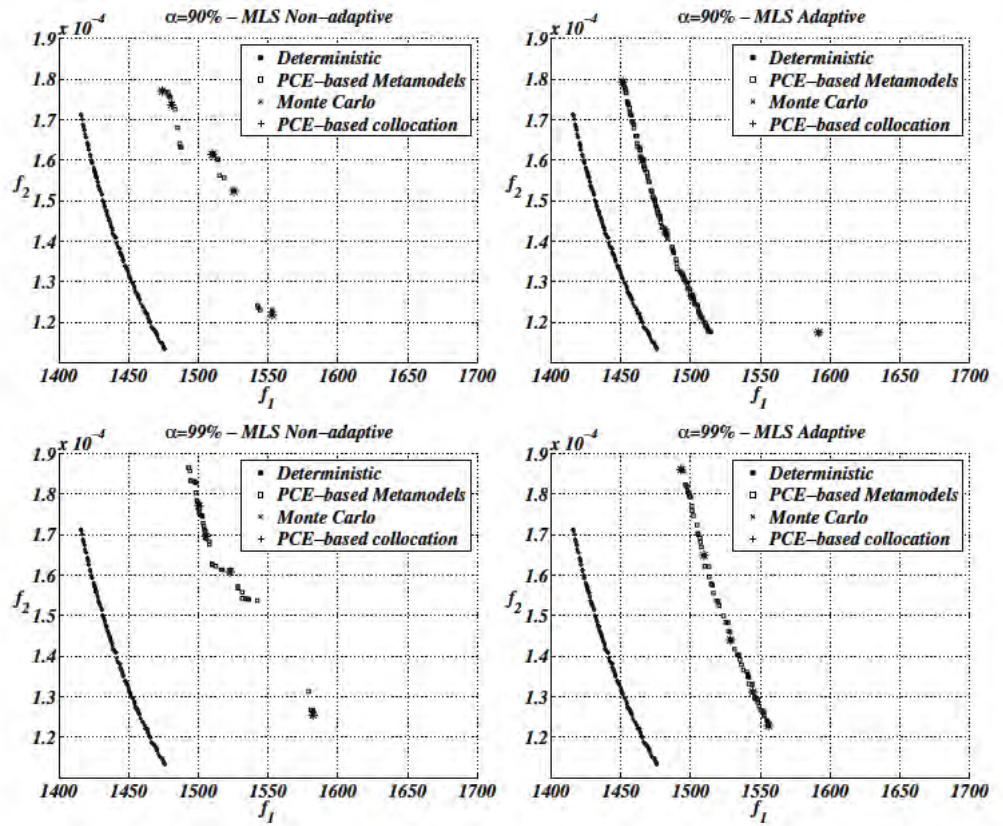 α=90% – MLS Non–adaptive
x 10⁻⁴
1.9
1.8
1.7
1.6
f₂
1.5
1.4
1.3
1.2
1400 1450 1500 1550 1600 1650 1700
f₁
Deterministic
PCE–based Metamodels
Monte Carlo
PCE–based collocation
α=90% – MLS Adaptive
x 10⁻⁴
1.9
1.8
1.7
1.6
f₂
1.5
1.4
1.3
1.2
1400 1450 1500 1550 1600 1650 1700
f₁
Deterministic
PCE–based Metamodels
Monte Carlo
PCE–based collocation
α=99% – MLS Non–adaptive
x 10⁻⁴
1.9
1.8
1.7
1.6
f₂
1.5
1.4
1.3
1.2
1400 1450 1500 1550 1600 1650 1700
f₁
Deterministic
PCE–based Metamodels
Monte Carlo
PCE–based collocation
α=99% – MLS Adaptive
x 10⁻⁴
1.9
1.8
1.7
1.6
f₂
1.5
1.4
1.3
1.2
1400 1450 1500 1550 1600 1650 1700
f₁
Deterministic
PCE–based Metamodels
Monte Carlo
PCE–based collocation